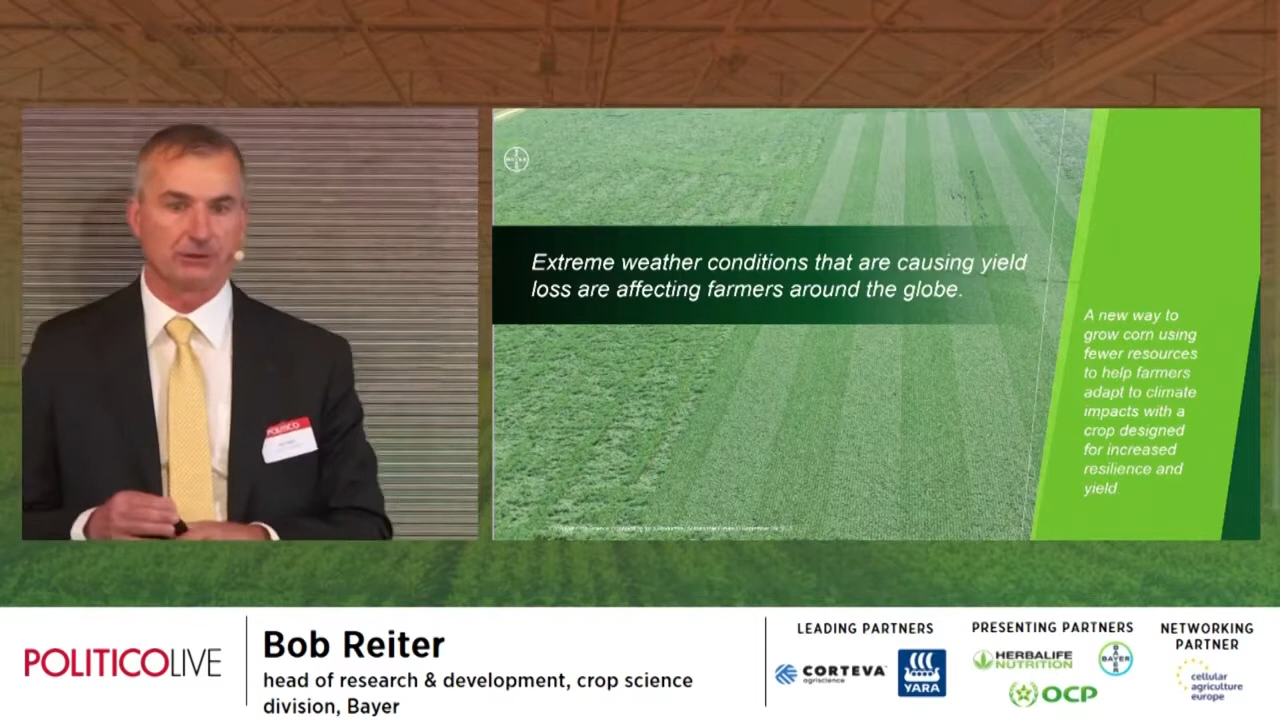 BAYER
Extreme weather conditions that are causing yield
loss are affecting farmers around the globe.
A new way to
grow corn using
fewer resources
to help farmers
adapt to climate
impacts with a
crop designed
for increased
resilience and
yield.
POLITICO
POLITICOLIVE
Bob Reiter
head of research & development, crop science
division, Bayer
LEADING PARTNERS
CORTEVA
agriscience
YARA
PRESENTING PARTNERS
HERBALIFE
NUTRITION
BAYER
OCP
NETWORKING
PARTNER
cellular
agriculture
europe